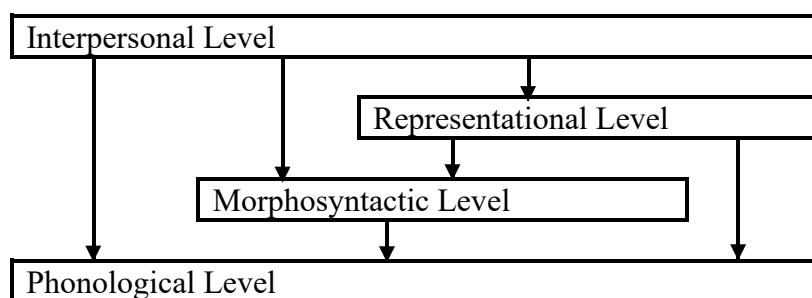 Interpersonal Level
Representational Level
Morphosyntactic Level
Phonological Level